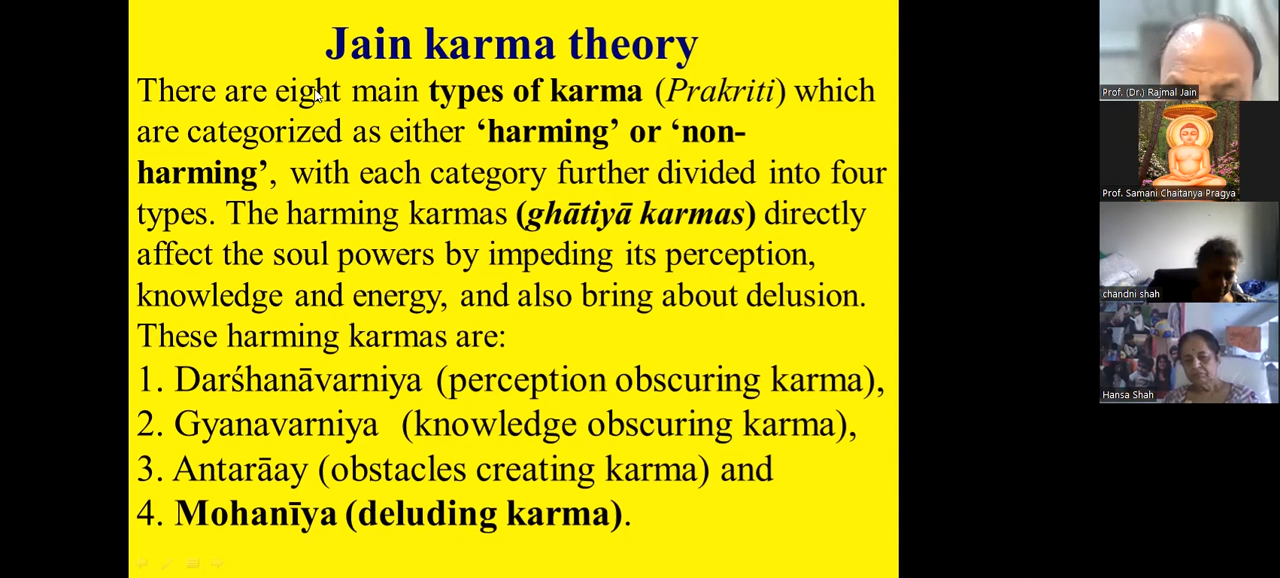 Jain karma theory
There are eight main types of karma (Prakriti) which
are categorized as either ‘harming’ or ‘non-
harming’, with each category further divided into four
types. The harming karmas (ghātiyā karmas) directly
affect the soul powers by impeding its perception,
knowledge and energy, and also bring about delusion.
These harming karmas are:
1. Darśhanāvarniya (perception obscuring karma),
2. Gyanavarniya (knowledge obscuring karma),
3. Antarāay (obstacles creating karma) and
4. Mohanīya (deluding karma).
Prof. (Dr.) Rajmal Jain
Prof. Samani Chaitanya Pragya
chandni shah
Hansa Shah